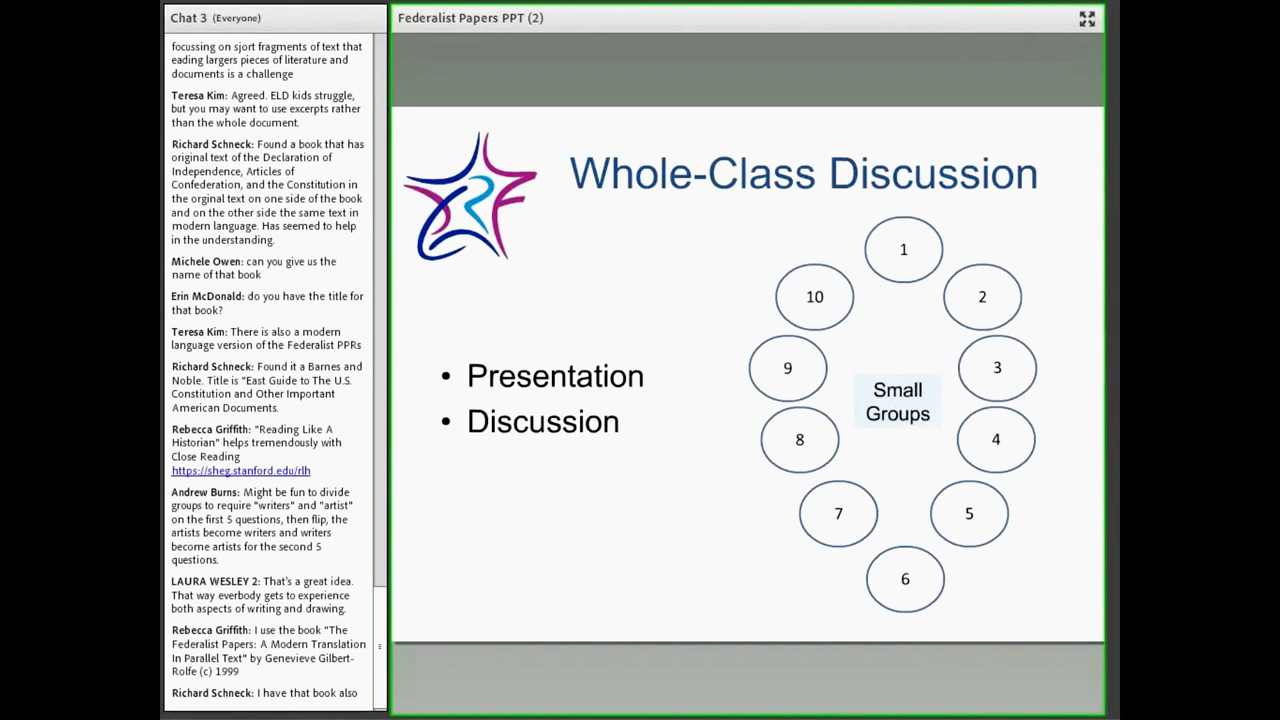 Chat 3 (Everyone)
focussing on sjort fragments of text that
eading largers pieces of literature and
documents is a challenge
Teresa Kim: Agreed. ELD kids struggle,
but you may want to use excerpts rather
than the whole document.
Richard Schneck: Found a book that has
original text of the Declaration of
Independence, Articles of
Confederation, and the Constitution in
the orginal text on one side of the book
and on the other side the same text in
modern language. Has seemed to help
in the understanding.
Michele Owen: can you give us the
name of that book
Erin McDonald: do you have the title for
that book?
Teresa Kim: There is also a modern
language version of the Federalist PPRs
Richard Schneck: Found it a Barnes and
Noble. Title is "East Guide to The U.S.
Constitution and Other Important
American Documents.
Rebecca Griffith: "Reading Like A
Historian" helps tremendously with
Close Reading
https://sheg.stanford.edu/rlh
Andrew Burns: Might be fun to divide
groups to require "writers" and "artist"
on the first 5 questions, then flip, the
artists become writers and writers
become artists for the second 5
questions.
LAURA WESLEY 2: That's a great idea.
That way everbody gets to experience
both aspects of writing and drawing.
Rebecca Griffith: I use the book "The
Federalist Papers: A Modern Translation
In Parallel Text" by Genevieve Gilbert-
Rolfe (c) 1999
Richard Schneck: I have that book also
Federalist Papers PPT (2)
CRF
Whole-Class Discussion
• Presentation
• Discussion
1
2
3
4
5
6
7
8
9
10
Small
Groups